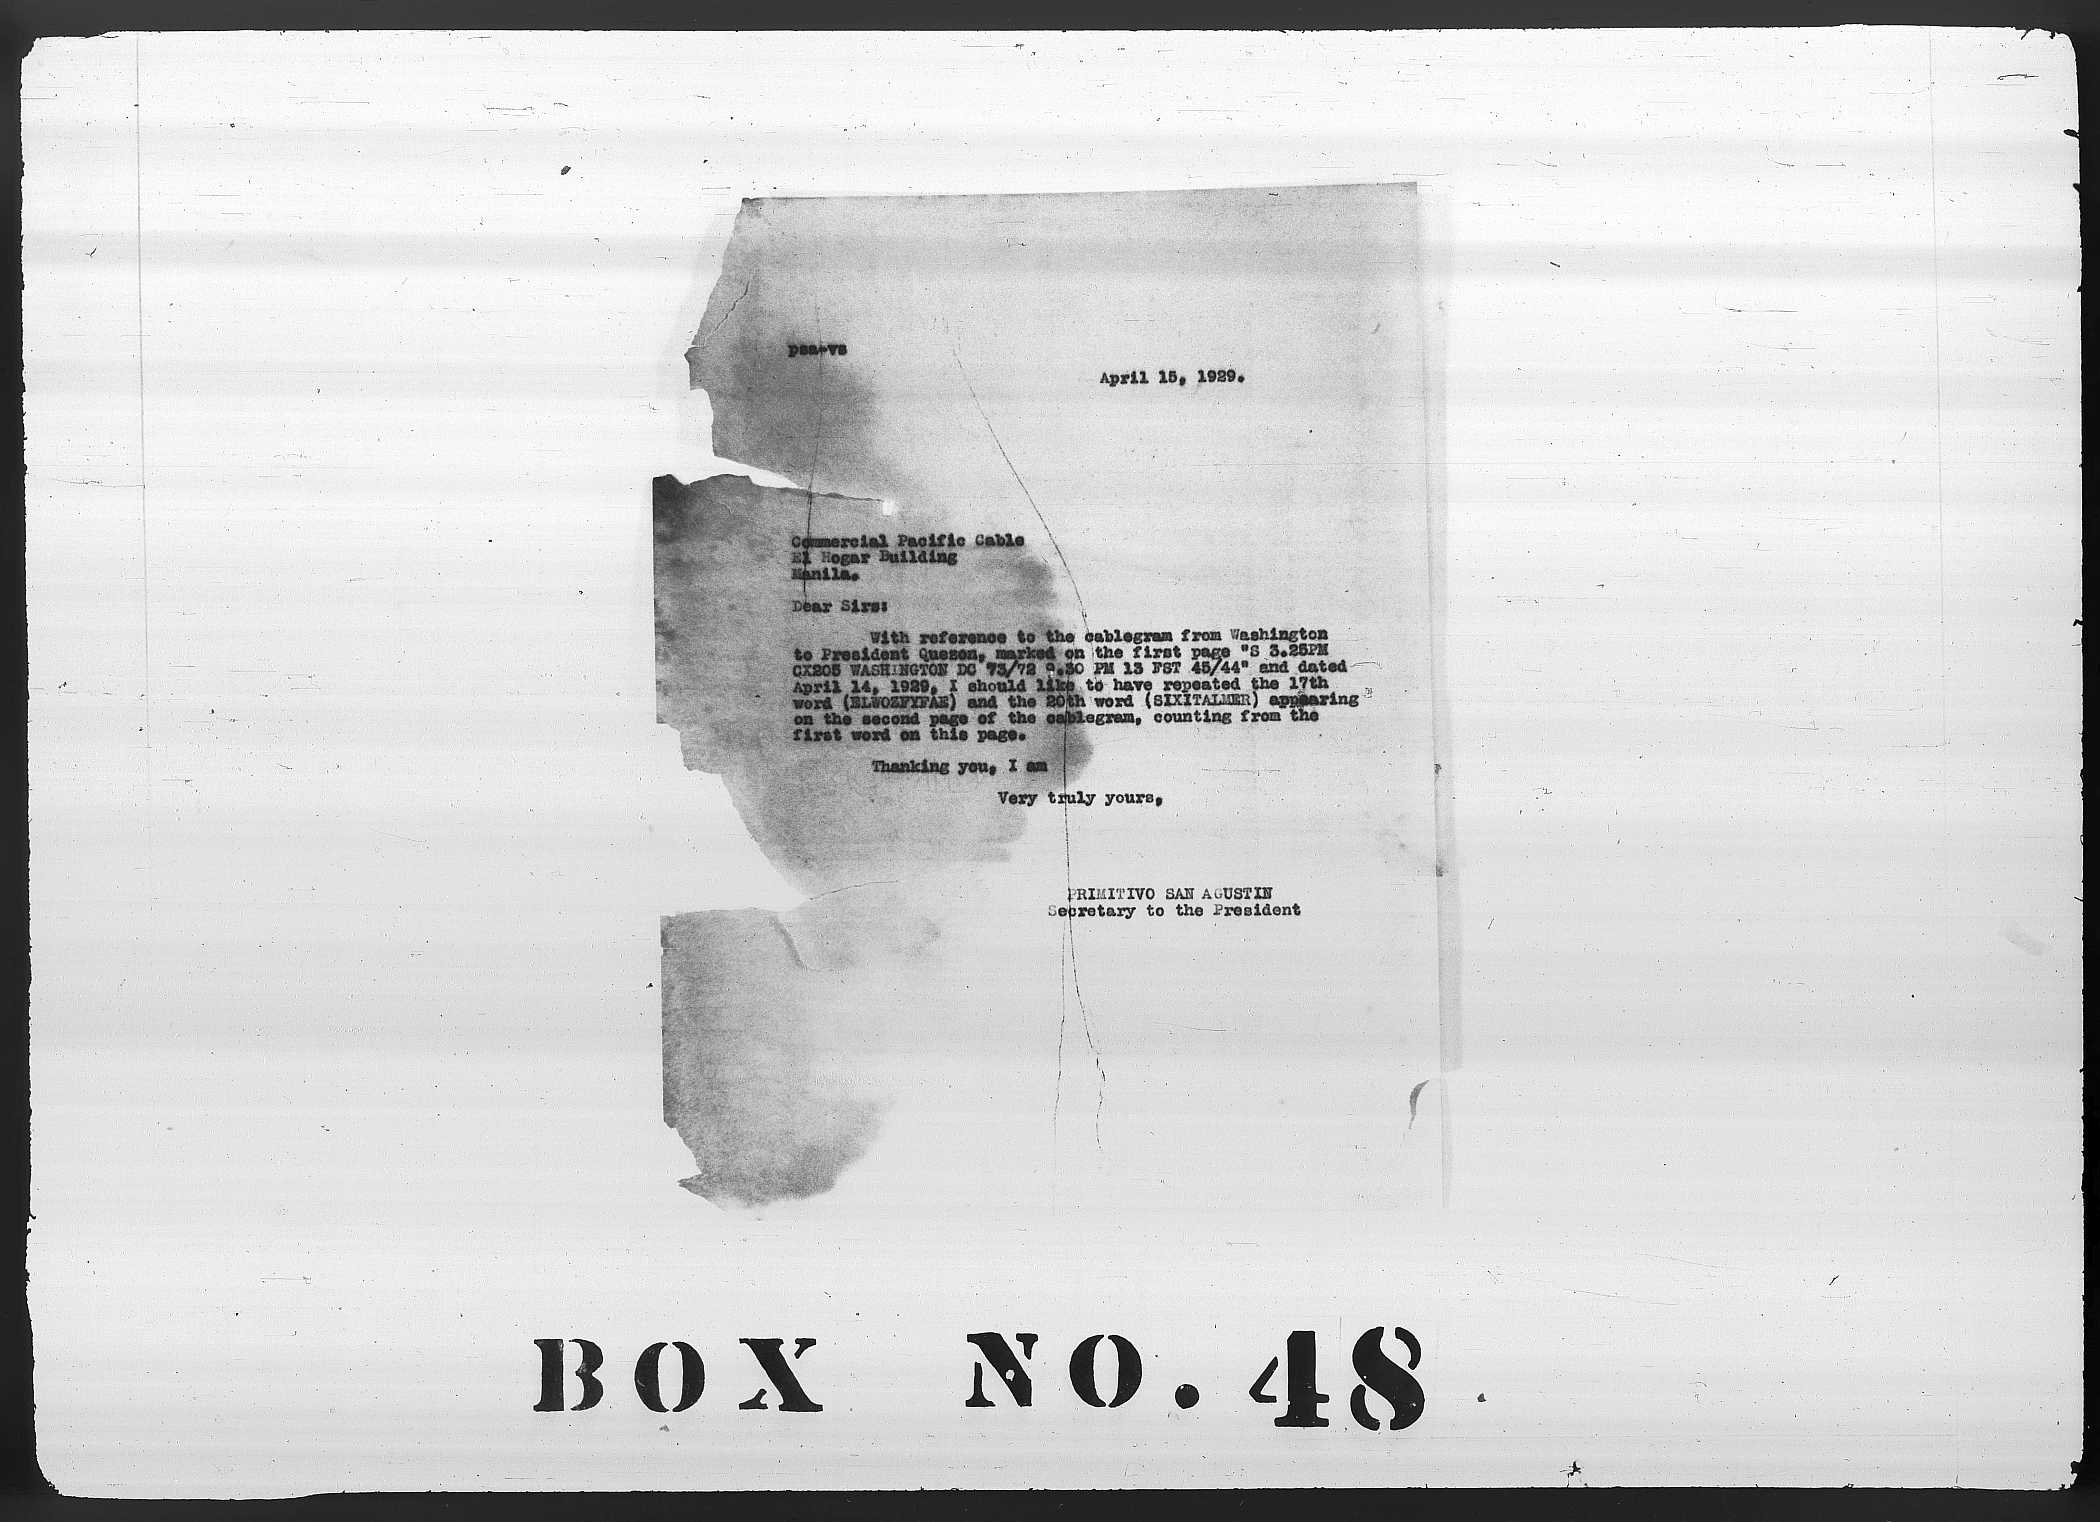 psa-vs
April 15, 1929.
Commercial Pacific Cable
El Hogar Building
Manila.
Dear Sirs:
With reference to the cablegram from Washington
to President Quezon, marked on the first page "S 3.25PM
CX205 WASHINGTON DC 73/72 .30 PM 13 FST 45/44" and dated
April 14, 1929, I should like to have repeated the 17th
word (ELWOZFYFAE) and the 20th word (SIXITALMER) appearing
on the second page of the cablegram, counting from the
first word on this page.
Thanking you, I am
Very truly yours,
PRIMITIVO SAN AGUSTIN
Secretary to the President
BOX NO. 48